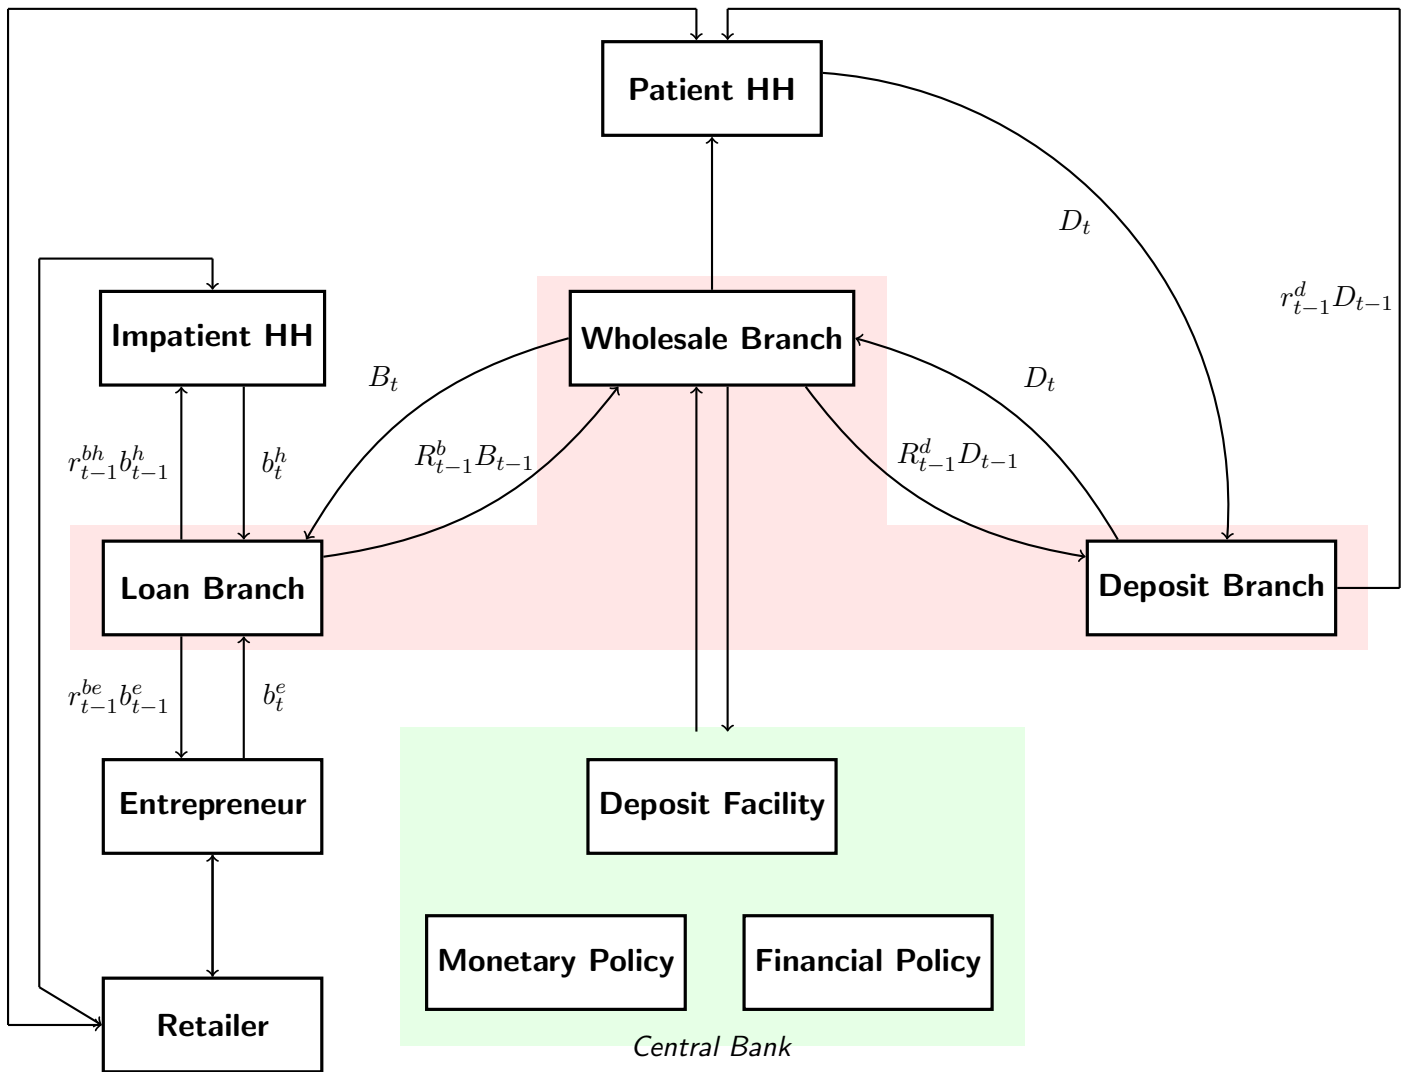 Patient HH
$D_t$
$r^d_{t-1} D_{t-1}$
Impatient HH
Wholesale Branch
$B_t$
$D_t$
$r^{bh}_{t-1} b^h_{t-1}$
$b^h_t$
$R^b_{t-1} B_{t-1}$
$R^d_{t-1} D_{t-1}$
Loan Branch
Deposit Branch
$r^{be}_{t-1} b^e_{t-1}$
$b^e_t$
Entrepreneur
Deposit Facility
Monetary Policy
Financial Policy
Retailer
Central Bank